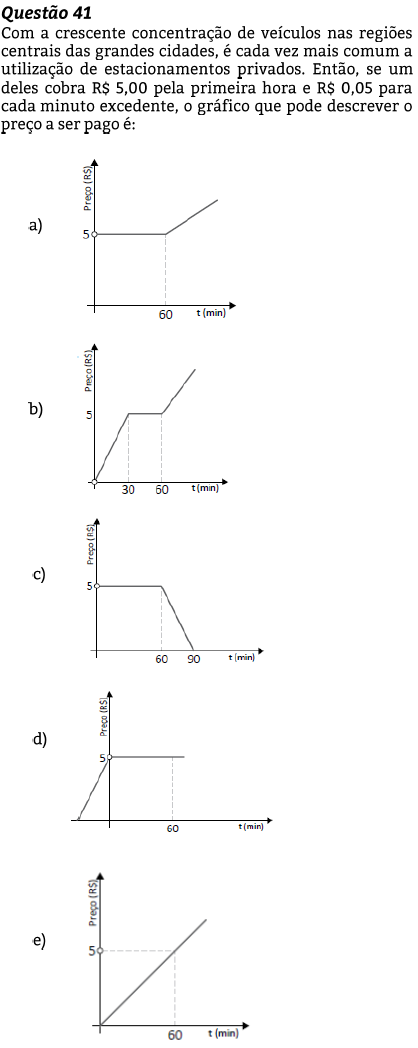 Questão 41
Com a crescente concentração de veículos nas regiões
centrais das grandes cidades, é cada vez mais comum a
utilização de estacionamentos privados. Então, se um
deles cobra R$ 5,00 pela primeira hora e R$ 0,05 para
cada minuto excedente, o gráfico que pode descrever o
preço a ser pago é:
a)
Preço (R$)
5
60
t (min)
b)
Preço (R$)
5
30
60
t (min)
c)
Preço (R$)
5
60
90
t (min)
d)
Preço (R$)
5
60
t (min)
e)
Preço (R$)
5
60
t (min)